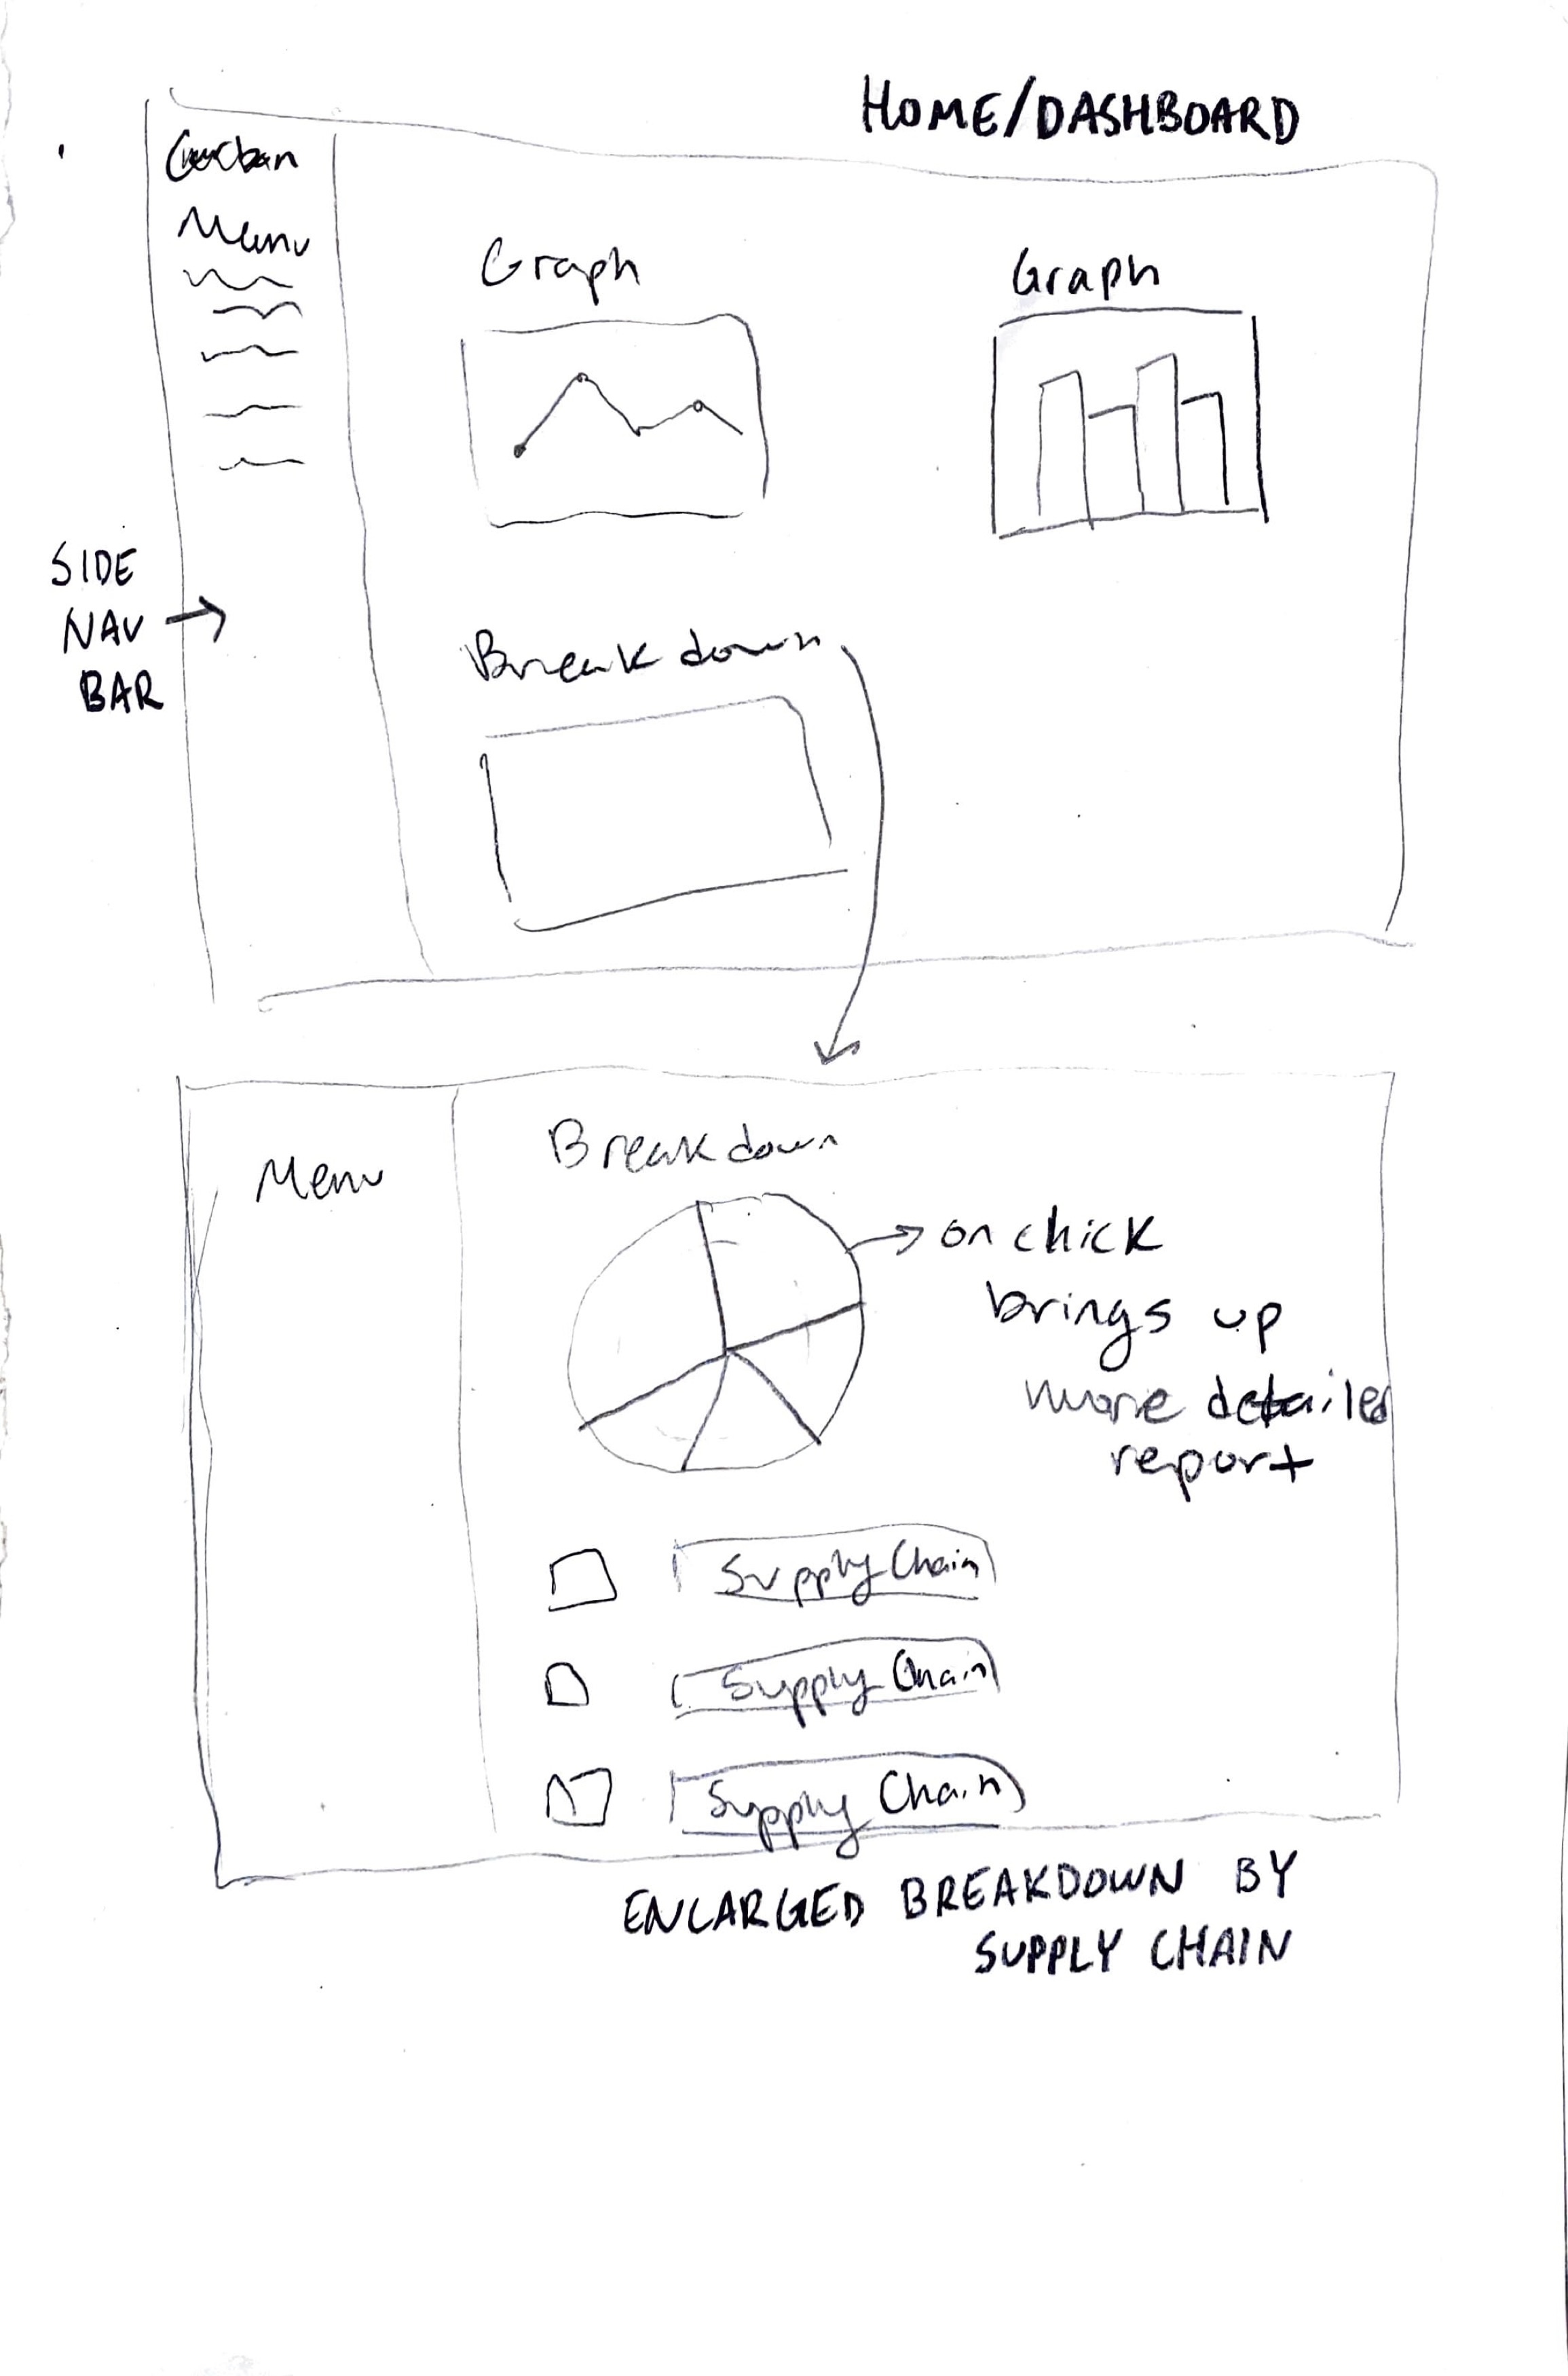 HOME/DASHBOARD
Menu
Graph
Graph
SIDE
NAV
BAR
Breakdown
Menu
Breakdown
on chick
brings up
more detailed
report
Supply Chain
Supply Chain
Supply Chain
ENLARGED BREAKDOWN BY
SUPPLY CHAIN